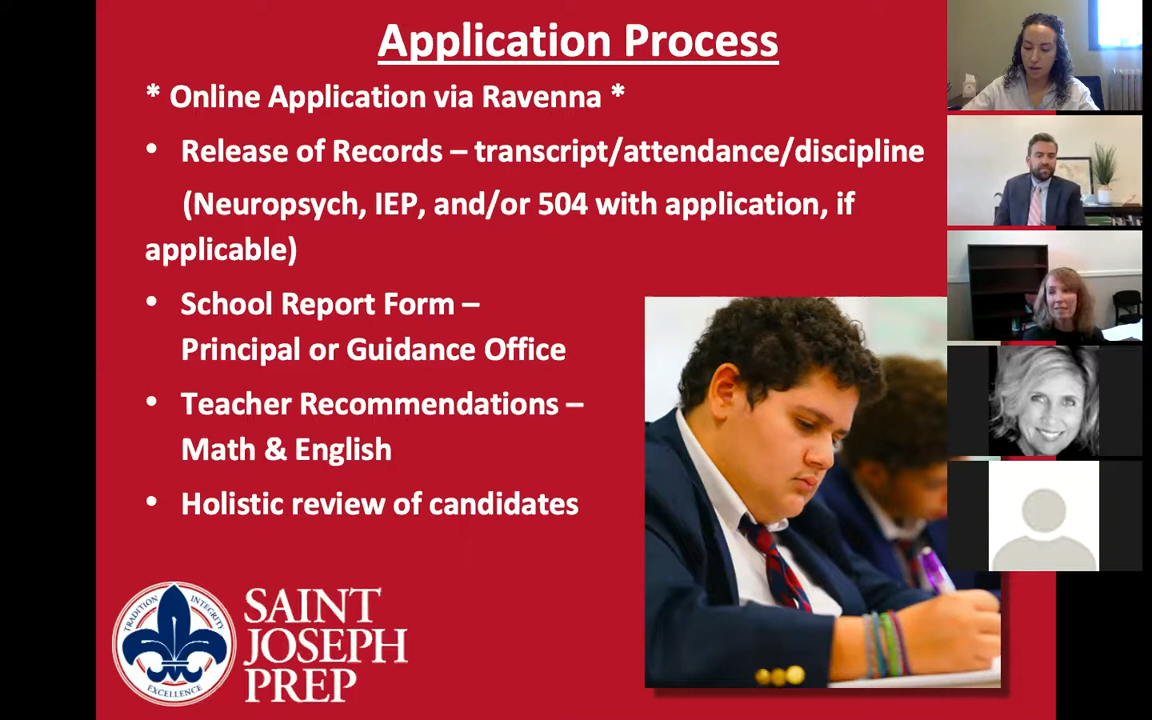 Application Process
* Online Application via Ravenna *
• Release of Records – transcript/attendance/discipline
(Neuropsych, IEP, and/or 504 with application, if
applicable)
• School Report Form –
Principal or Guidance Office
• Teacher Recommendations –
Math & English
• Holistic review of candidates
TRADITION
INTEGRITY
EXCELLENCE
SAINT
JOSEPH
PREP